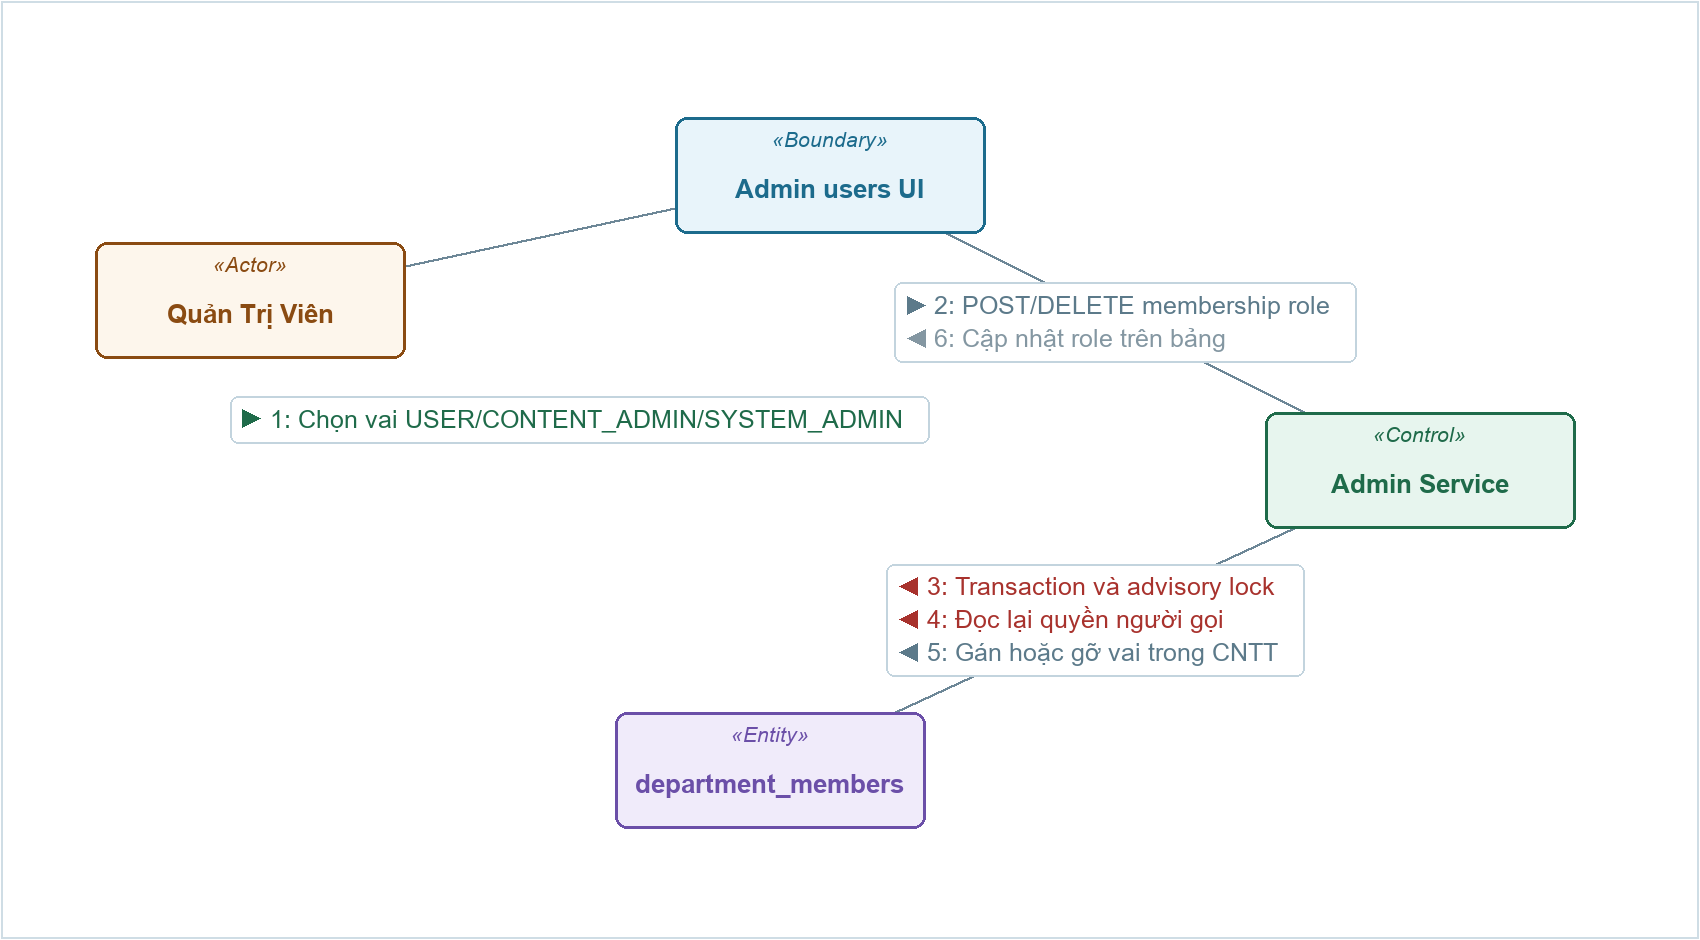 «Boundary»
Admin users UI
«Actor»
Quản Trị Viên
▶ 2: POST/DELETE membership role
◀ 6: Cập nhật role trên bảng
▶ 1: Chọn vai USER/CONTENT_ADMIN/SYSTEM_ADMIN
«Control»
Admin Service
◀ 3: Transaction và advisory lock
◀ 4: Đọc lại quyền người gọi
◀ 5: Gán hoặc gỡ vai trong CNTT
«Entity»
department_members